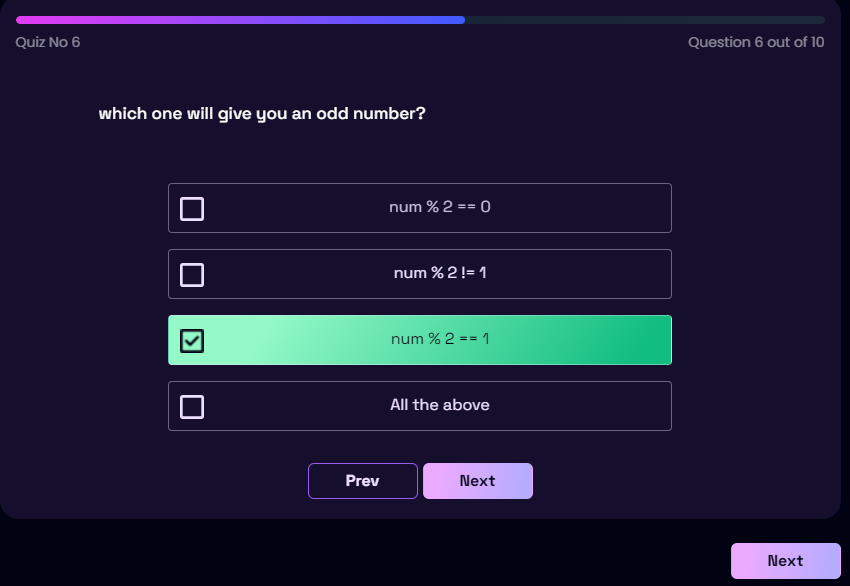 Quiz No 6
Question 6 out of 10
which one will give you an odd number?
num % 2 == 0
num % 2 != 1
num % 2 == 1
All the above
Prev
Next
Next